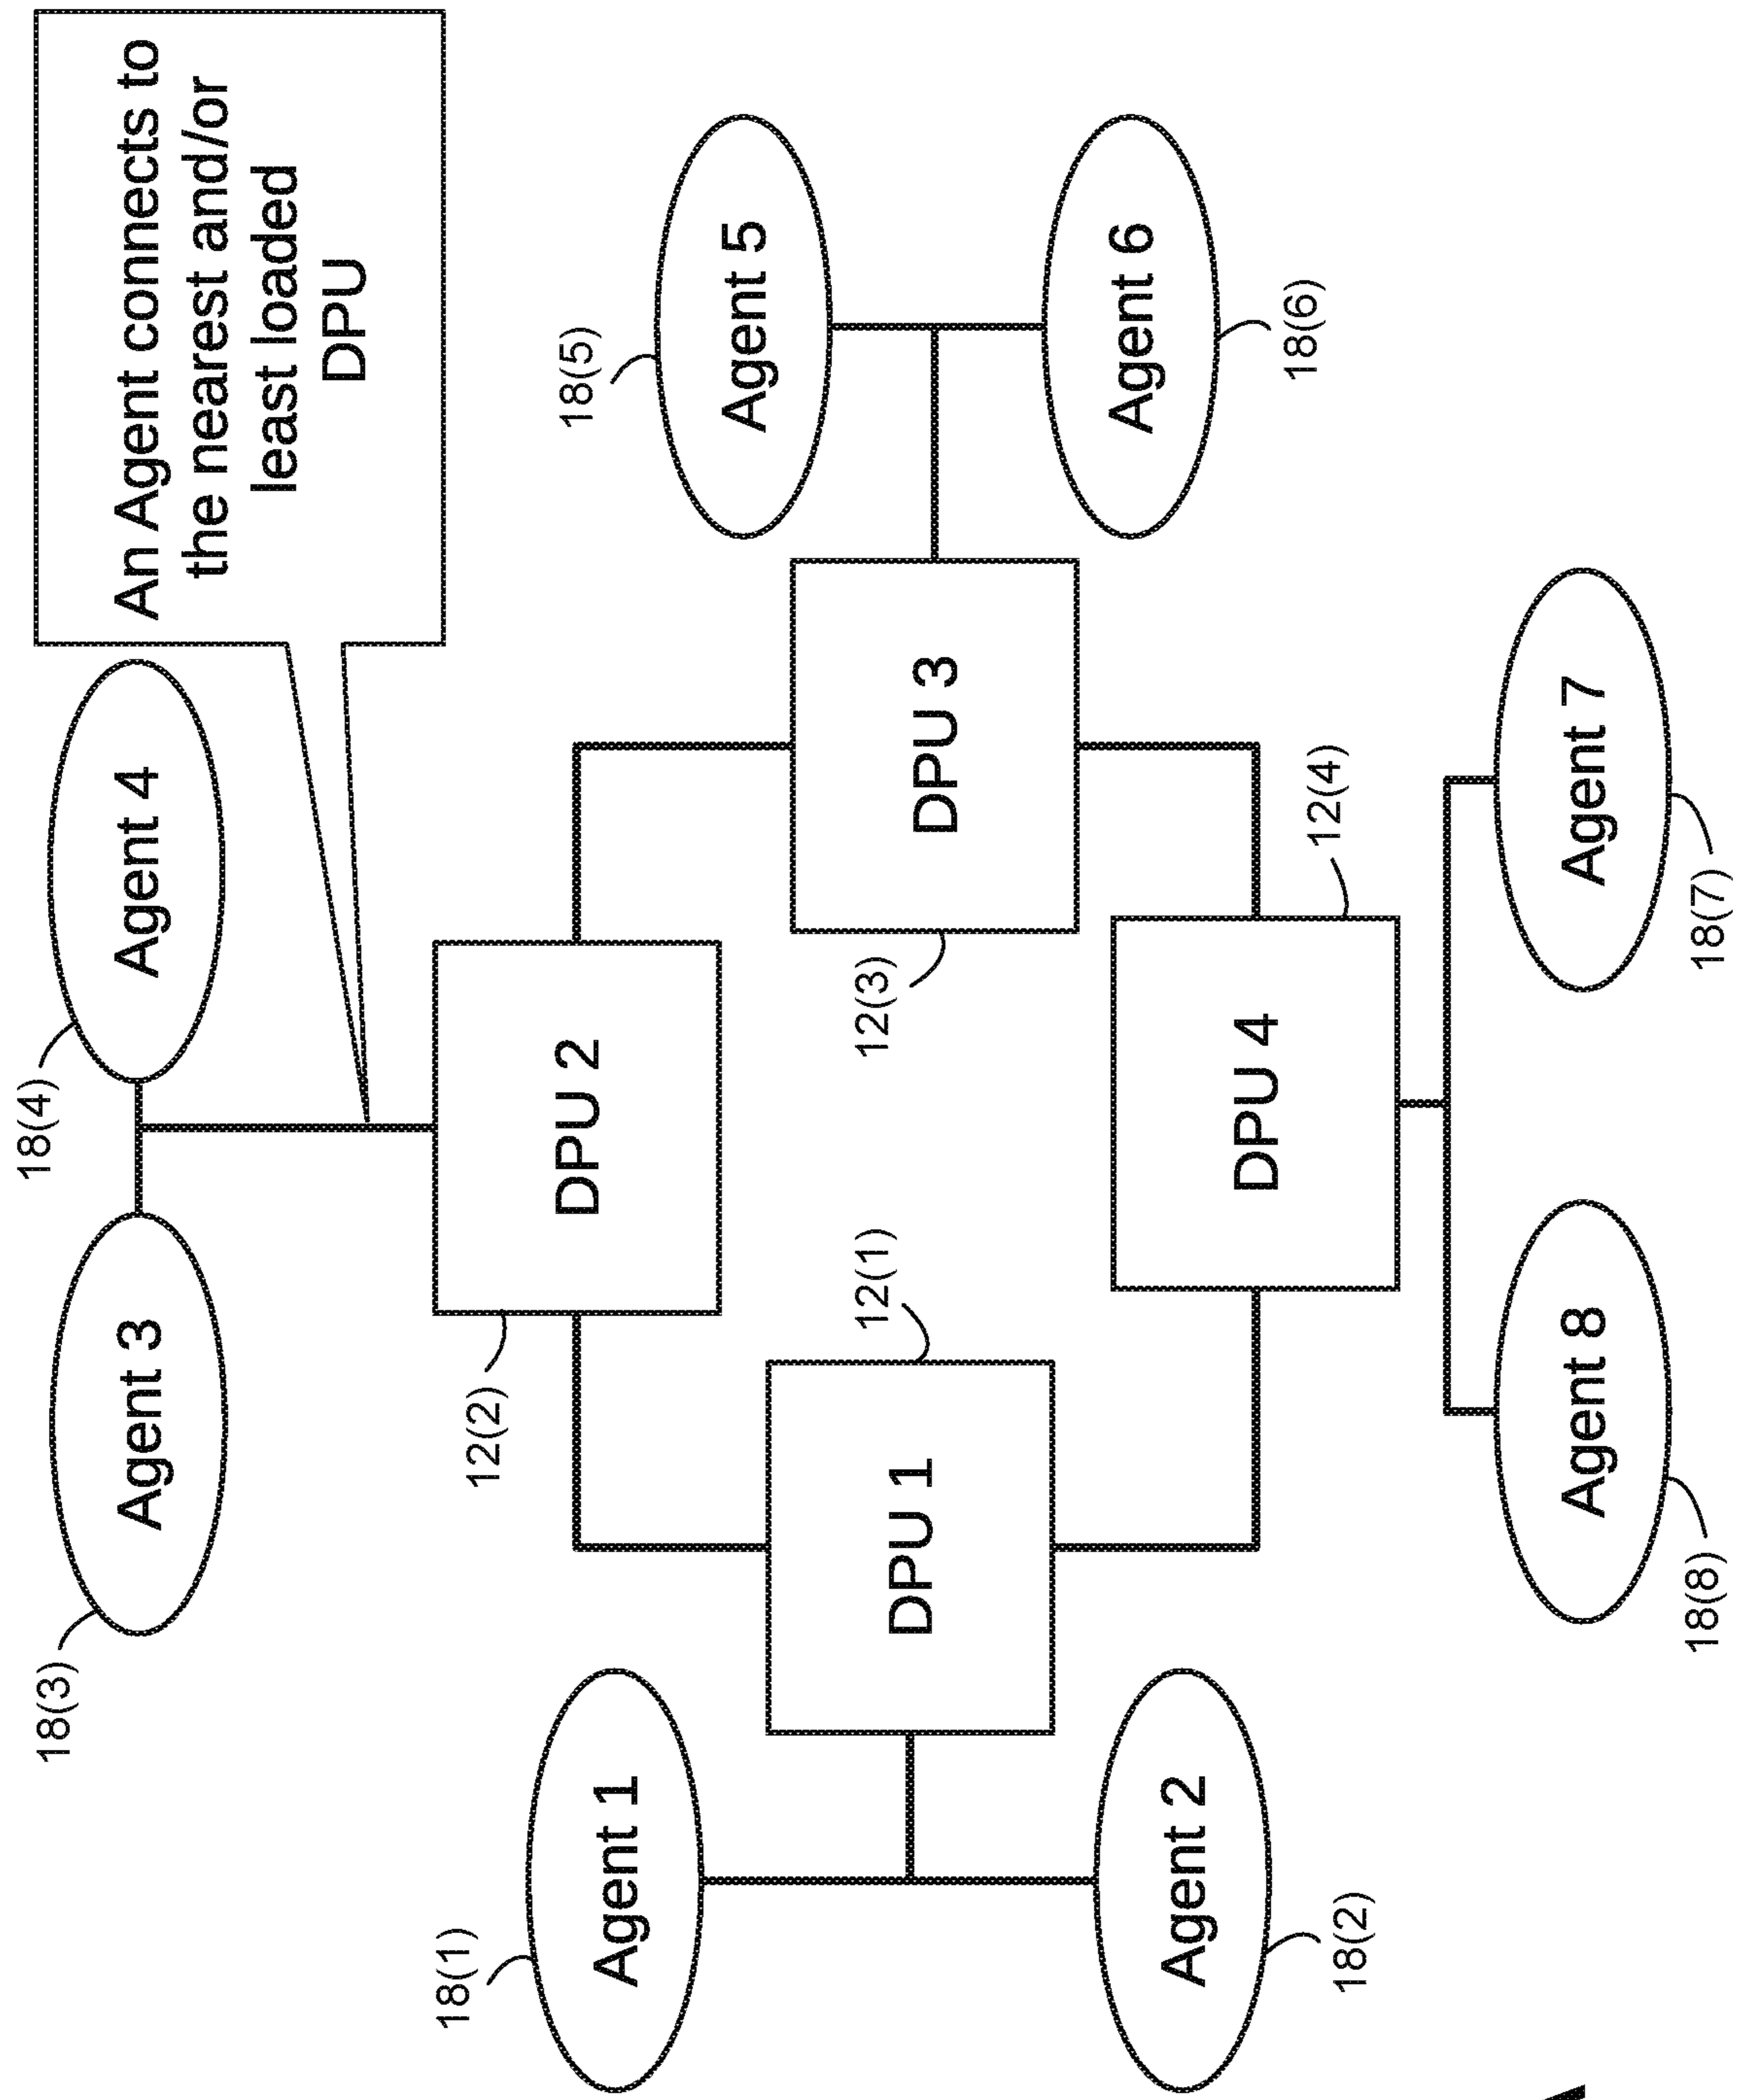 18(3)
Agent 3
18(4)
Agent 4
An Agent connects to
the nearest and/or
least loaded
DPU
18(1)
Agent 1
12(2)
DPU 2
18(5)
Agent 5
DPU 1
12(1)
12(3)
DPU 3
Agent 2
18(2)
DPU 4
12(4)
Agent 6
18(6)
Agent 8
18(8)
Agent 7
18(7)